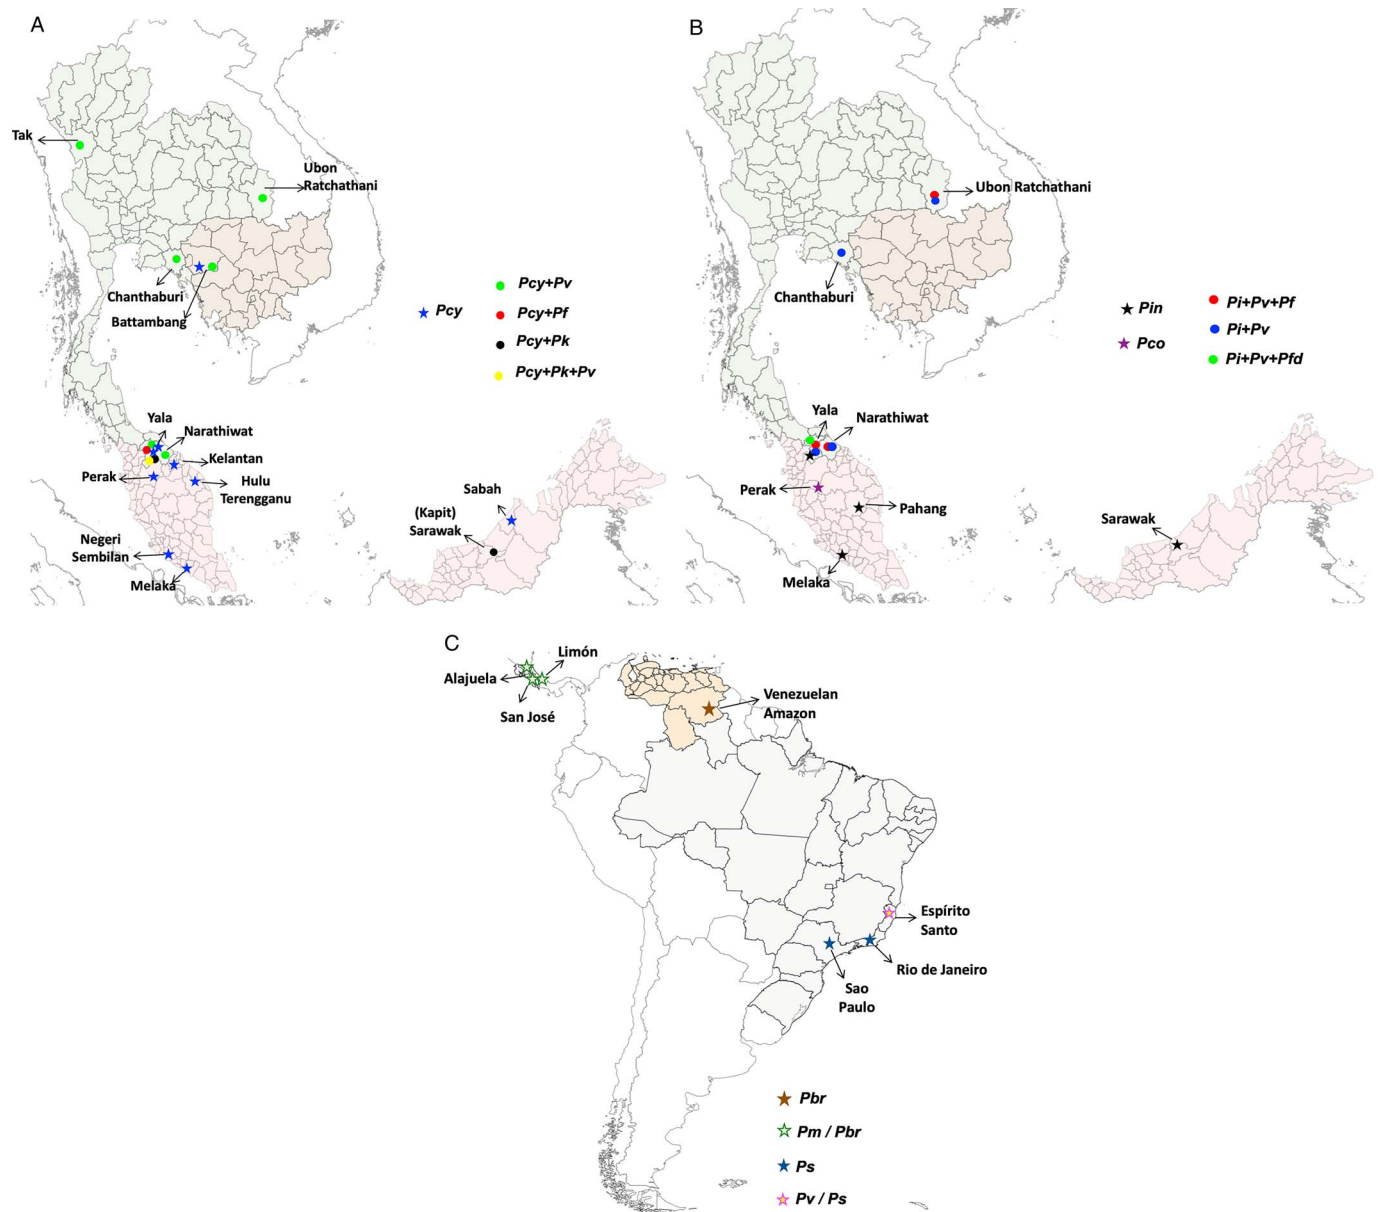 A
Tak
Ubon
Ratchathani
Chanthaburi
Battambang
Pcy
Pcy+Pv
Pcy+Pf
Pcy+Pk
Pcy+Pk+Pv
Yala
Narathiwat
Kelantan
Perak
Hulu
Terengganu
Negeri
Sembilan
Melaka
Sabah
(Kapit)
Sarawak
B
Ubon Ratchathani
Chanthaburi
Pin
Pco
Pi+Pv+Pf
Pi+Pv
Pi+Pv+Pfd
Yala
Narathiwat
Perak
Pahang
Melaka
Sarawak
C
Limón
Alajuela
San José
Venezuelan
Amazon
Espírito
Santo
Rio de Janeiro
Sao
Paulo
Pbr
Pm / Pbr
Ps
Pv / Ps